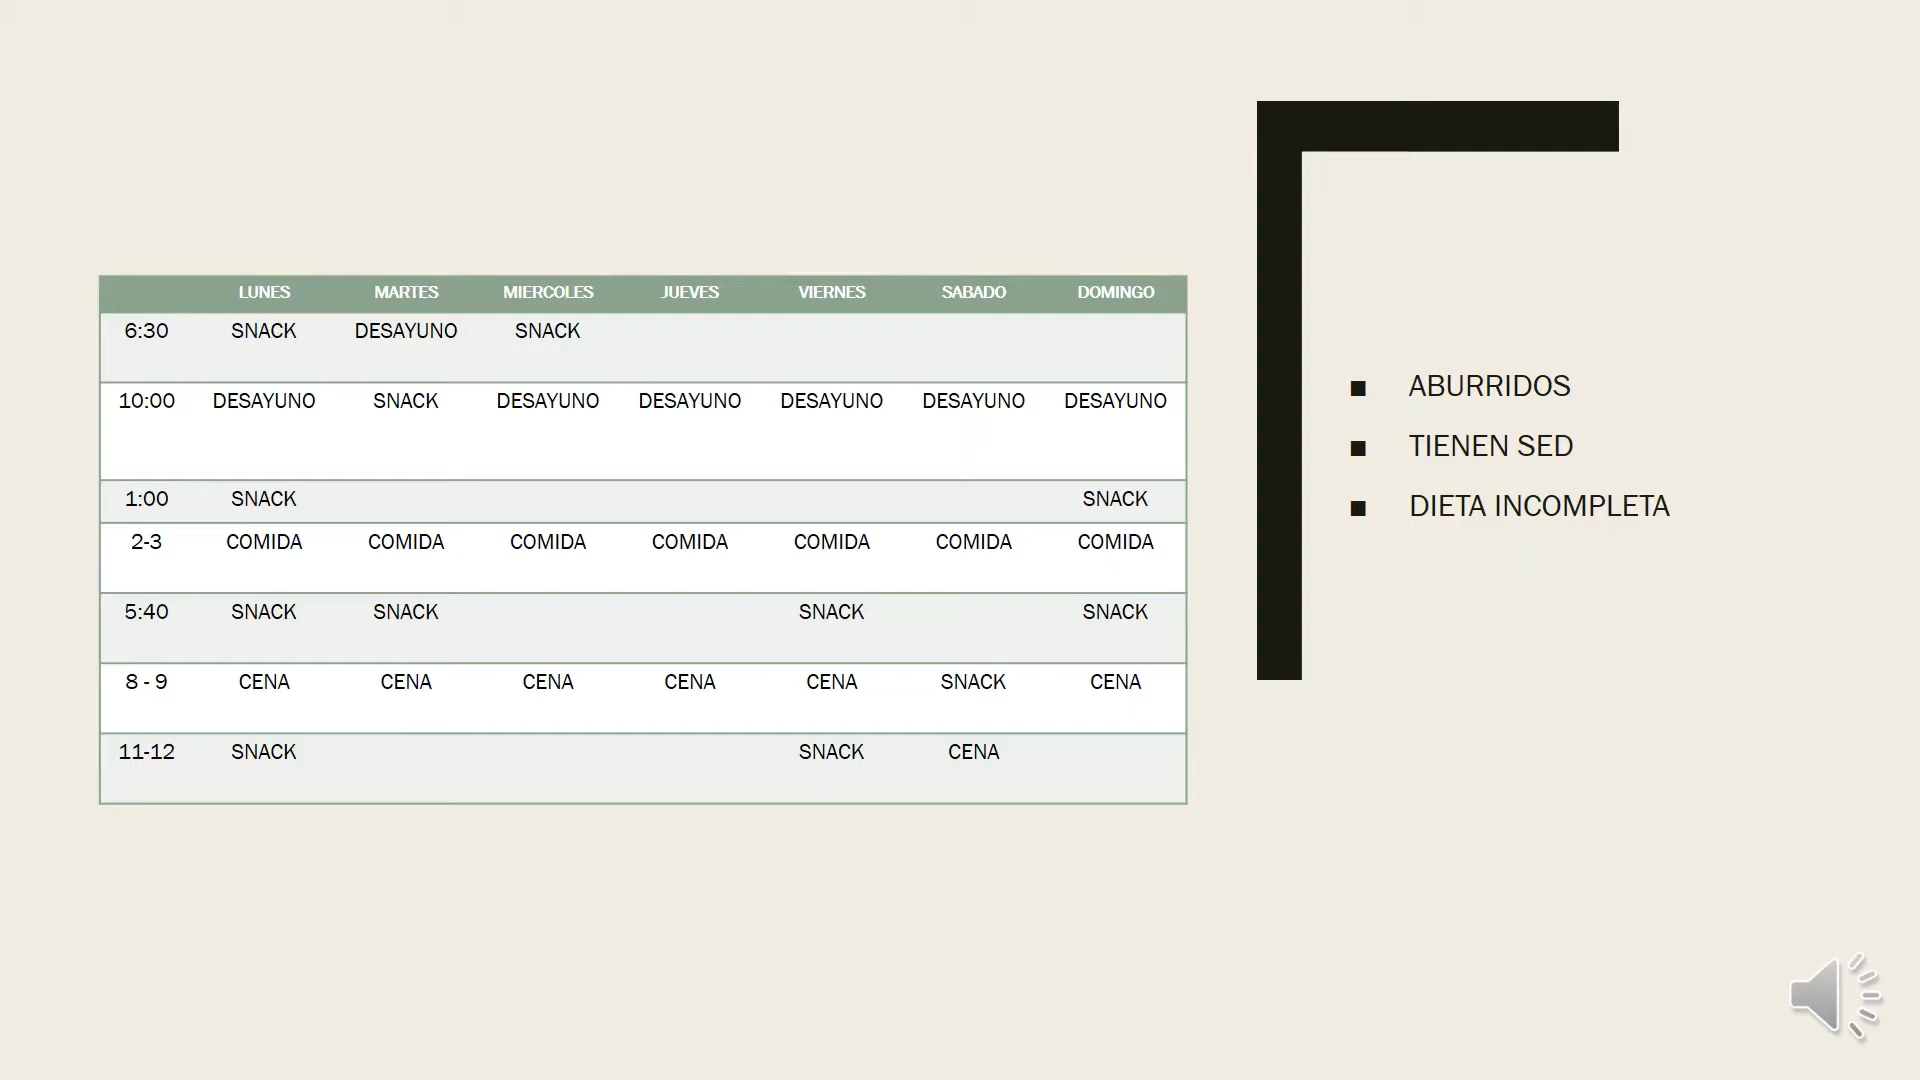 LUNES MARTES MIERCOLES JUEVES VIERNES SABADO DOMINGO
6:30 SNACK DESAYUNO SNACK
10:00 DESAYUNO SNACK DESAYUNO DESAYUNO DESAYUNO DESAYUNO DESAYUNO
1:00 SNACK SNACK
2-3 COMIDA COMIDA COMIDA COMIDA COMIDA COMIDA COMIDA
5:40 SNACK SNACK SNACK SNACK
8 - 9 CENA CENA CENA CENA CENA SNACK CENA
11-12 SNACK SNACK CENA
■ ABURRIDOS
■ TIENEN SED
■ DIETA INCOMPLETA